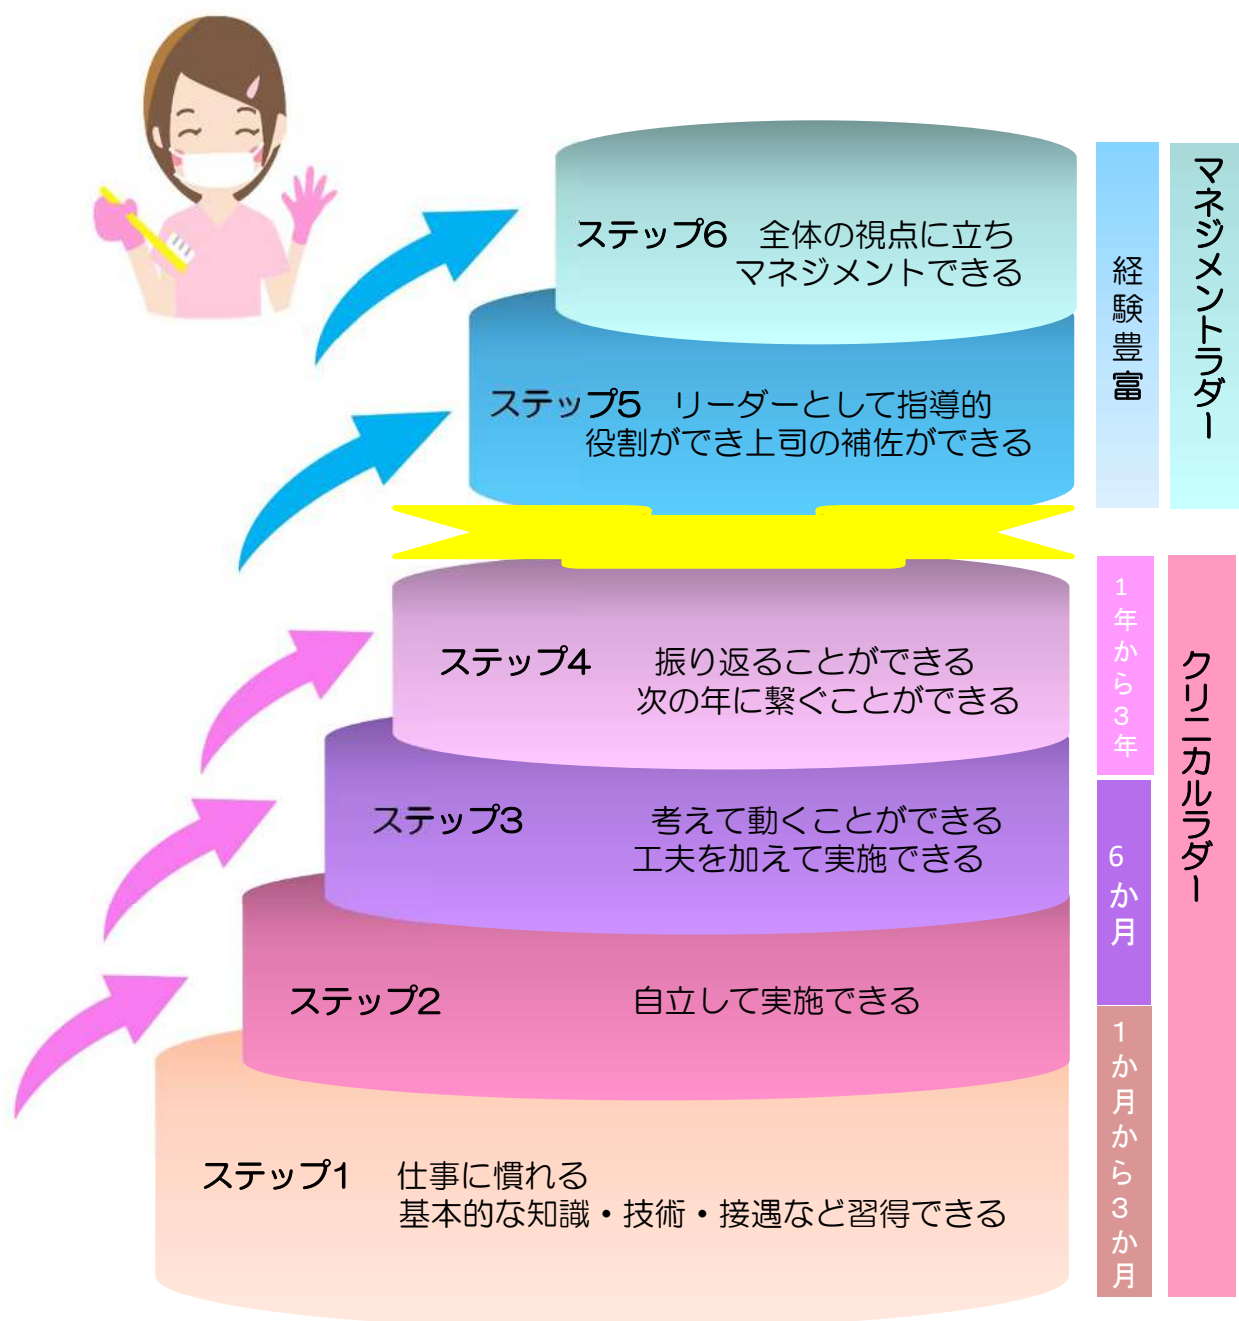 ステップ6 全体の視点に立ち
マネジメントできる
ステップ5 リーダーとして指導的
役割ができ上司の補佐ができる
ステップ4 振り返ることができる
次の年に繋ぐことができる
ステップ3 考えて動くことができる
工夫を加えて実施できる
ステップ2 自立して実施できる
ステップ1 仕事に慣れる
基本的な知識・技術・接遇など習得できる
経験豊富
マネジメントラダー
1年から3年
6か月
1か月から3か月
クリニカルラダー